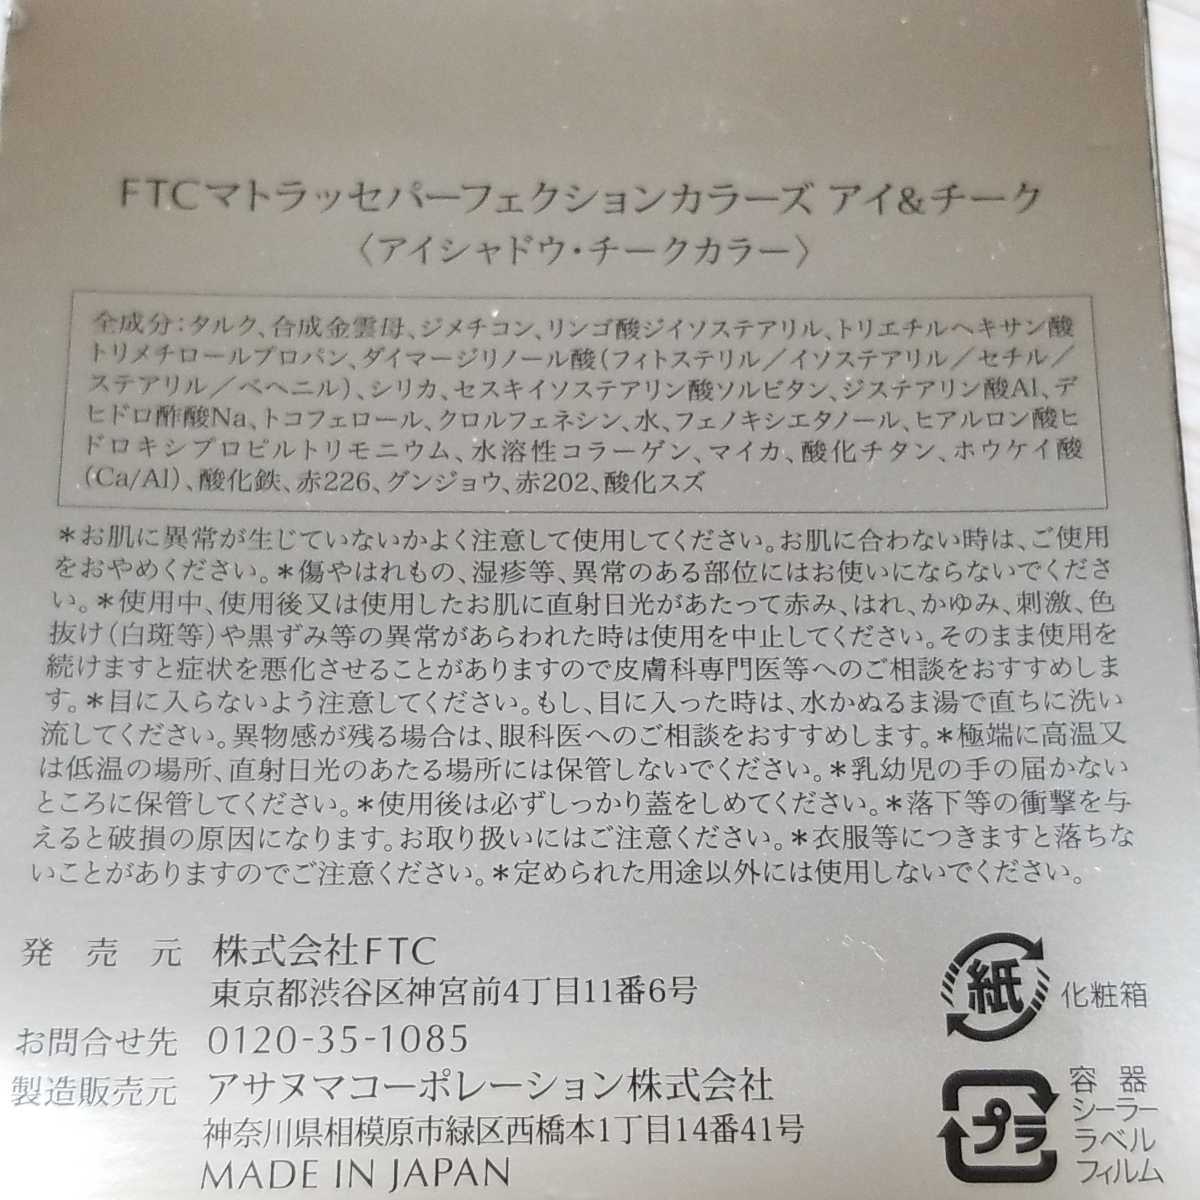 FTCマトラッセパーフェクションカラーズ アイ&チーク
〈アイシャドウ・チークカラー〉
全成分：タルク、合成金雲母、ジメチコン、リンゴ酸ジイソステアリル、トリエチルヘキサン酸
トリメチロールプロパン、ダイマージリノール酸（フィトステリル／イソステアリル／セチル／
ステアリル／ベヘニル）、シリカ、セスキイソステアリン酸ソルビタン、ジステアリン酸Al、デ
ヒドロ酢酸Na、トコフェロール、クロルフェネシン、水、フェノキシエタノール、ヒアルロン酸ヒ
ドロキシプロピルトリモニウム、水溶性コラーゲン、マイカ、酸化チタン、ホウケイ酸
（Ca/Al）、酸化鉄、赤226、グンジョウ、赤202、酸化スズ
＊お肌に異常が生じていないかよく注意して使用してください。お肌に合わない時は、ご使用
をおやめください。＊傷やはれもの、湿疹等、異常のある部位にはお使いにならないでくださ
い。＊使用中、使用後又は使用したお肌に直射日光があたって赤み、はれ、かゆみ、刺激、色
抜け（白斑等）や黒ずみ等の異常があらわれた時は使用を中止してください。そのまま使用を
続けますと症状を悪化させることがありますので皮膚科専門医等へのご相談をおすすめしま
す。＊目に入らないよう注意してください。もし、目に入った時は、水かぬるま湯で直ちに洗い
流してください。異物感が残る場合は、眼科医へのご相談をおすすめします。＊極端に高温又
は低温の場所、直射日光のあたる場所には保管しないでください。＊乳幼児の手の届かない
ところに保管してください。＊使用後は必ずしっかり蓋をしめてください。＊落下等の衝撃を与
えると破損の原因になります。お取り扱いにはご注意ください。＊衣服等につきますと落ちな
いことがありますのでご注意ください。＊定められた用途以外には使用しないでください。
発売元 株式会社FTC
東京都渋谷区神宮前4丁目11番6号
お問合せ先 0120-35-1085
製造販売元 アサヌマコーポレーション株式会社
神奈川県相模原市緑区西橋本1丁目14番41号
MADE IN JAPAN
紙 化粧箱
プラ 容器
シーラー
ラベル
フィルム